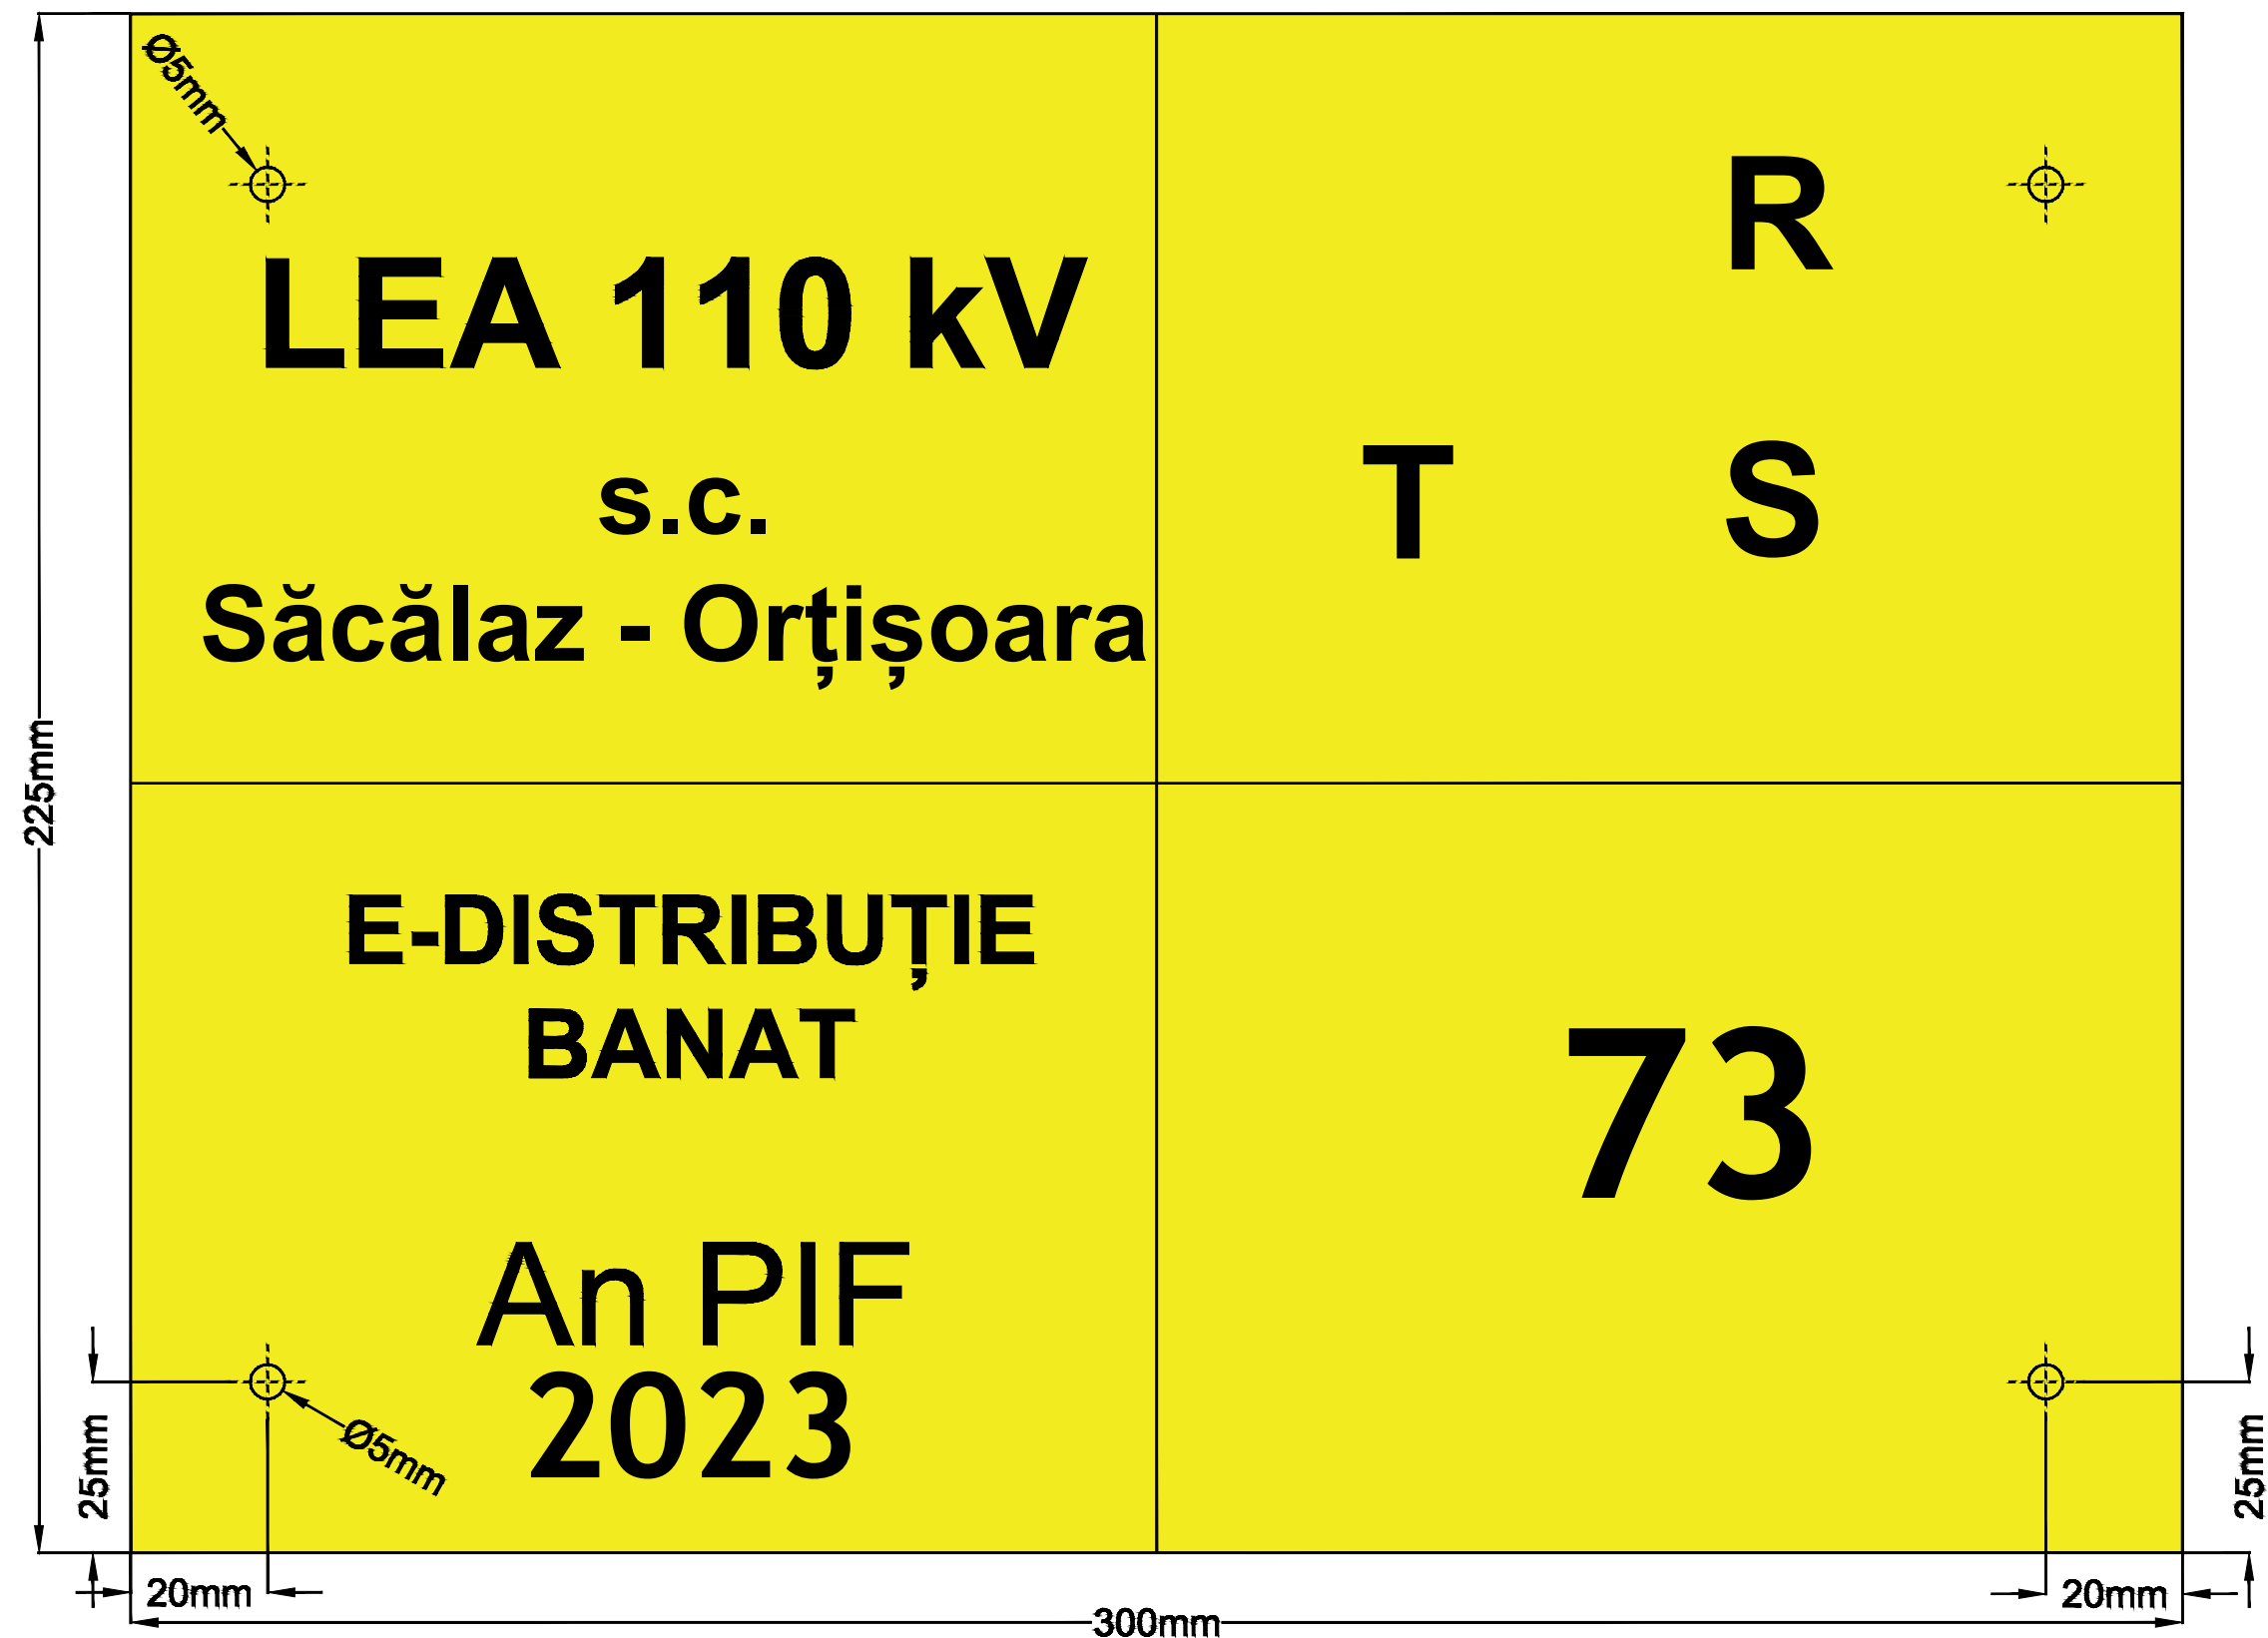 Ø5mm
LEA 110 kV
s.c.
Săcălaz - Orțișoara
R
T S
225mm
E-DISTRIBUȚIE
BANAT
An PIF
2023
73
Ø5mm
25mm
25mm
20mm
20mm
300mm